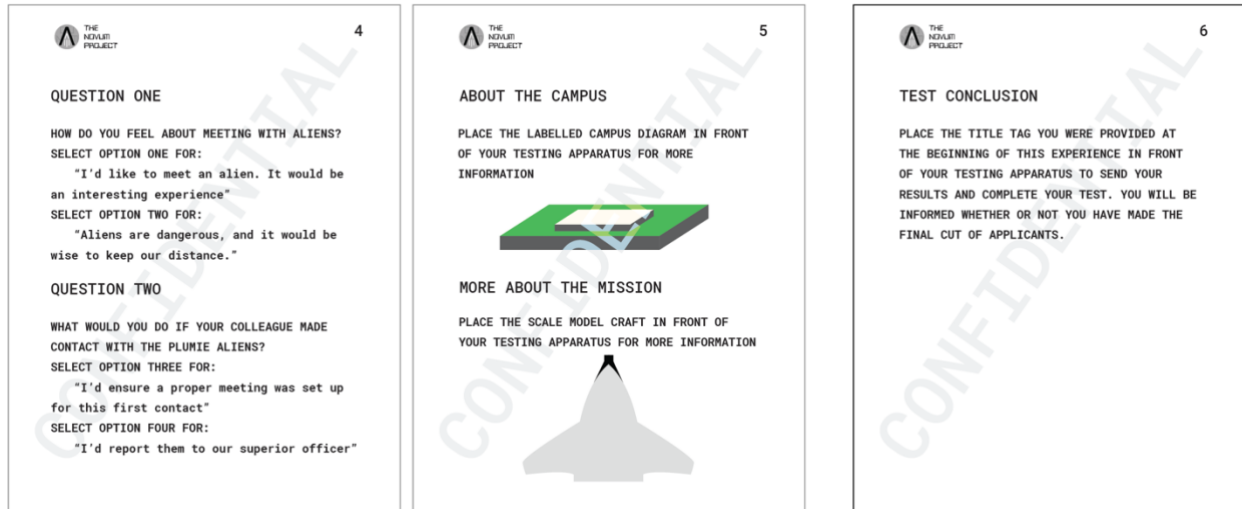 THE
NOVUM
PROJECT
4
QUESTION ONE
HOW DO YOU FEEL ABOUT MEETING WITH ALIENS?
SELECT OPTION ONE FOR:
"I'd like to meet an alien. It would be
an interesting experience"
SELECT OPTION TWO FOR:
"Aliens are dangerous, and it would be
wise to keep our distance."
QUESTION TWO
WHAT WOULD YOU DO IF YOUR COLLEAGUE MADE
CONTACT WITH THE PLUMIE ALIENS?
SELECT OPTION THREE FOR:
"I'd ensure a proper meeting was set up
for this first contact"
SELECT OPTION FOUR FOR:
"I'd report them to our superior officer"
CONFIDENTIAL
THE
NOVUM
PROJECT
5
ABOUT THE CAMPUS
PLACE THE LABELLED CAMPUS DIAGRAM IN FRONT
OF YOUR TESTING APPARATUS FOR MORE
INFORMATION
MORE ABOUT THE MISSION
PLACE THE SCALE MODEL CRAFT IN FRONT OF
YOUR TESTING APPARATUS FOR MORE INFORMATION
CONFIDENTIAL
THE
NOVUM
PROJECT
6
TEST CONCLUSION
PLACE THE TITLE TAG YOU WERE PROVIDED AT
THE BEGINNING OF THIS EXPERIENCE IN FRONT
OF YOUR TESTING APPARATUS TO SEND YOUR
RESULTS AND COMPLETE YOUR TEST. YOU WILL BE
INFORMED WHETHER OR NOT YOU HAVE MADE THE
FINAL CUT OF APPLICANTS.
CONFIDENTIAL